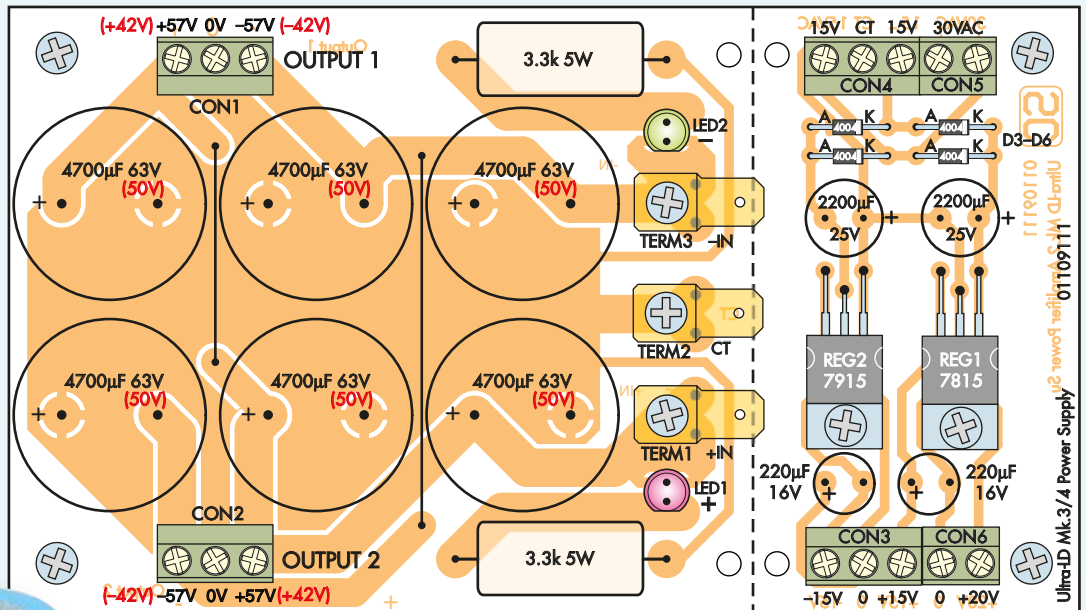 (+42V) +57V 0V –57V (–42V)
OUTPUT 1
CON1
3.3k 5W
15V CT 15V 30VAC
CON4 CON5
LED2
–
A 4004 K A 4004 K
A 4004 K A 4004 K
D3–D6
4700µF 63V
(50V)
+
4700µF 63V
(50V)
+
4700µF 63V
(50V)
+
TERM3 –IN
2200µF
25V
+
2200µF
25V
+
01109111
TERM2 CT
REG2
7915
REG1
7815
4700µF 63V
(50V)
+
4700µF 63V
(50V)
+
4700µF 63V
(50V)
+
TERM1 +IN
LED1
+
220µF
16V
+
220µF
16V
+
Ultra-LD Mk.3/4 Power Supply
CON2
OUTPUT 2
3.3k 5W
CON3 CON6
(–42V) –57V 0V +57V (+42V)
–15V 0 +15V 0 +20V